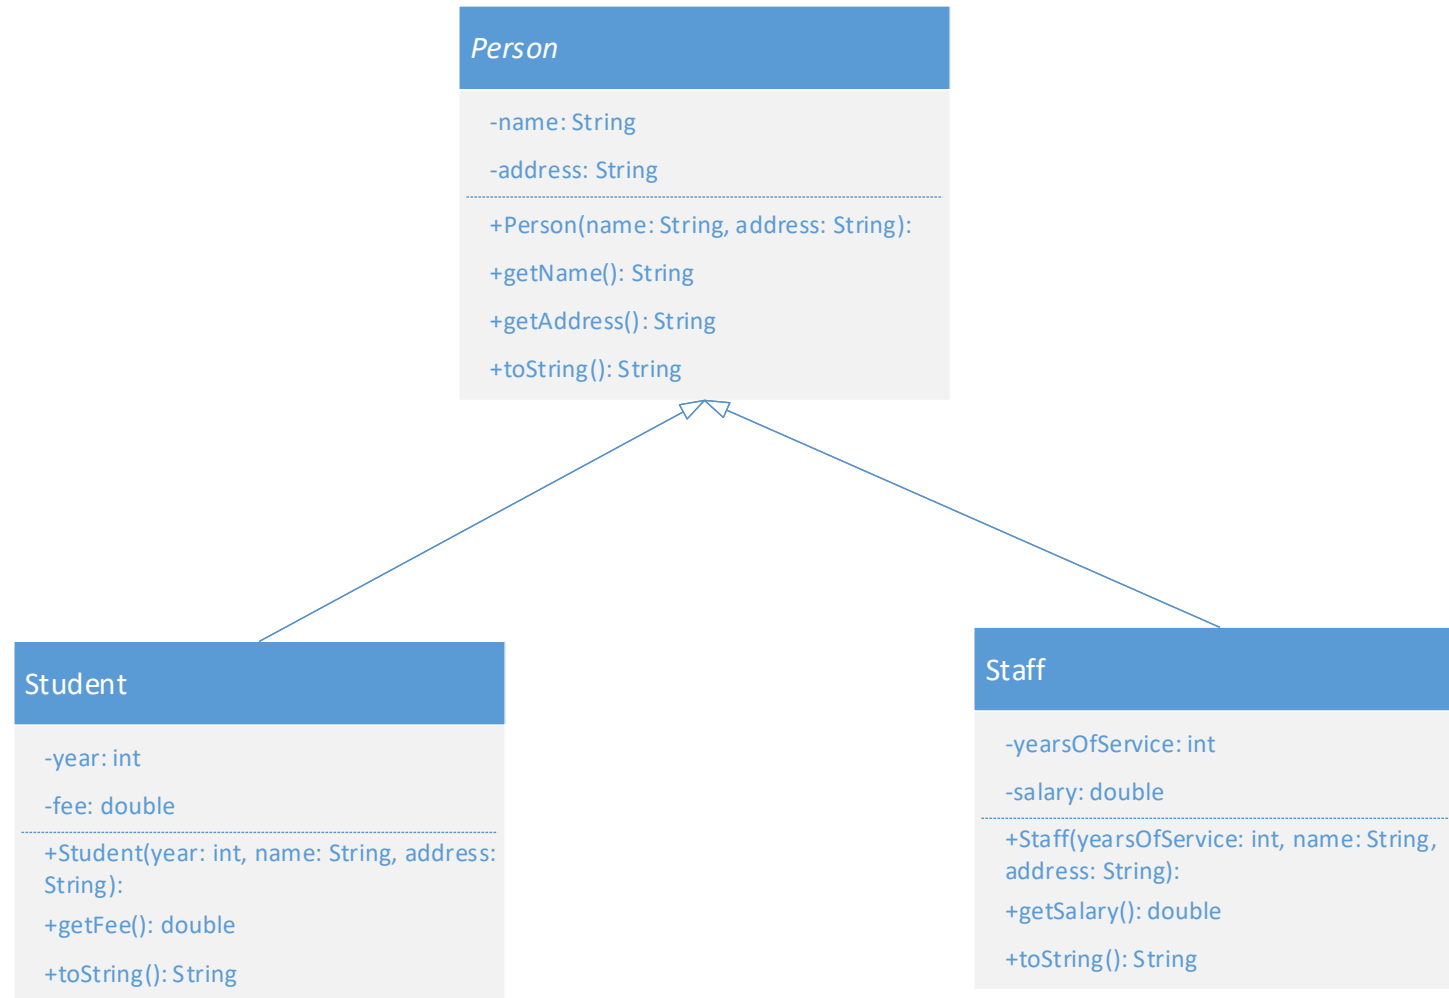 Person
-name: String
-address: String
+Person(name: String, address: String):
+getName(): String
+getAddress(): String
+toString(): String
Student
-year: int
-fee: double
+Student(year: int, name: String, address:
String):
+getFee(): double
+toString(): String
Staff
-yearsOfService: int
-salary: double
+Staff(yearsOfService: int, name: String,
address: String):
+getSalary(): double
+toString(): String